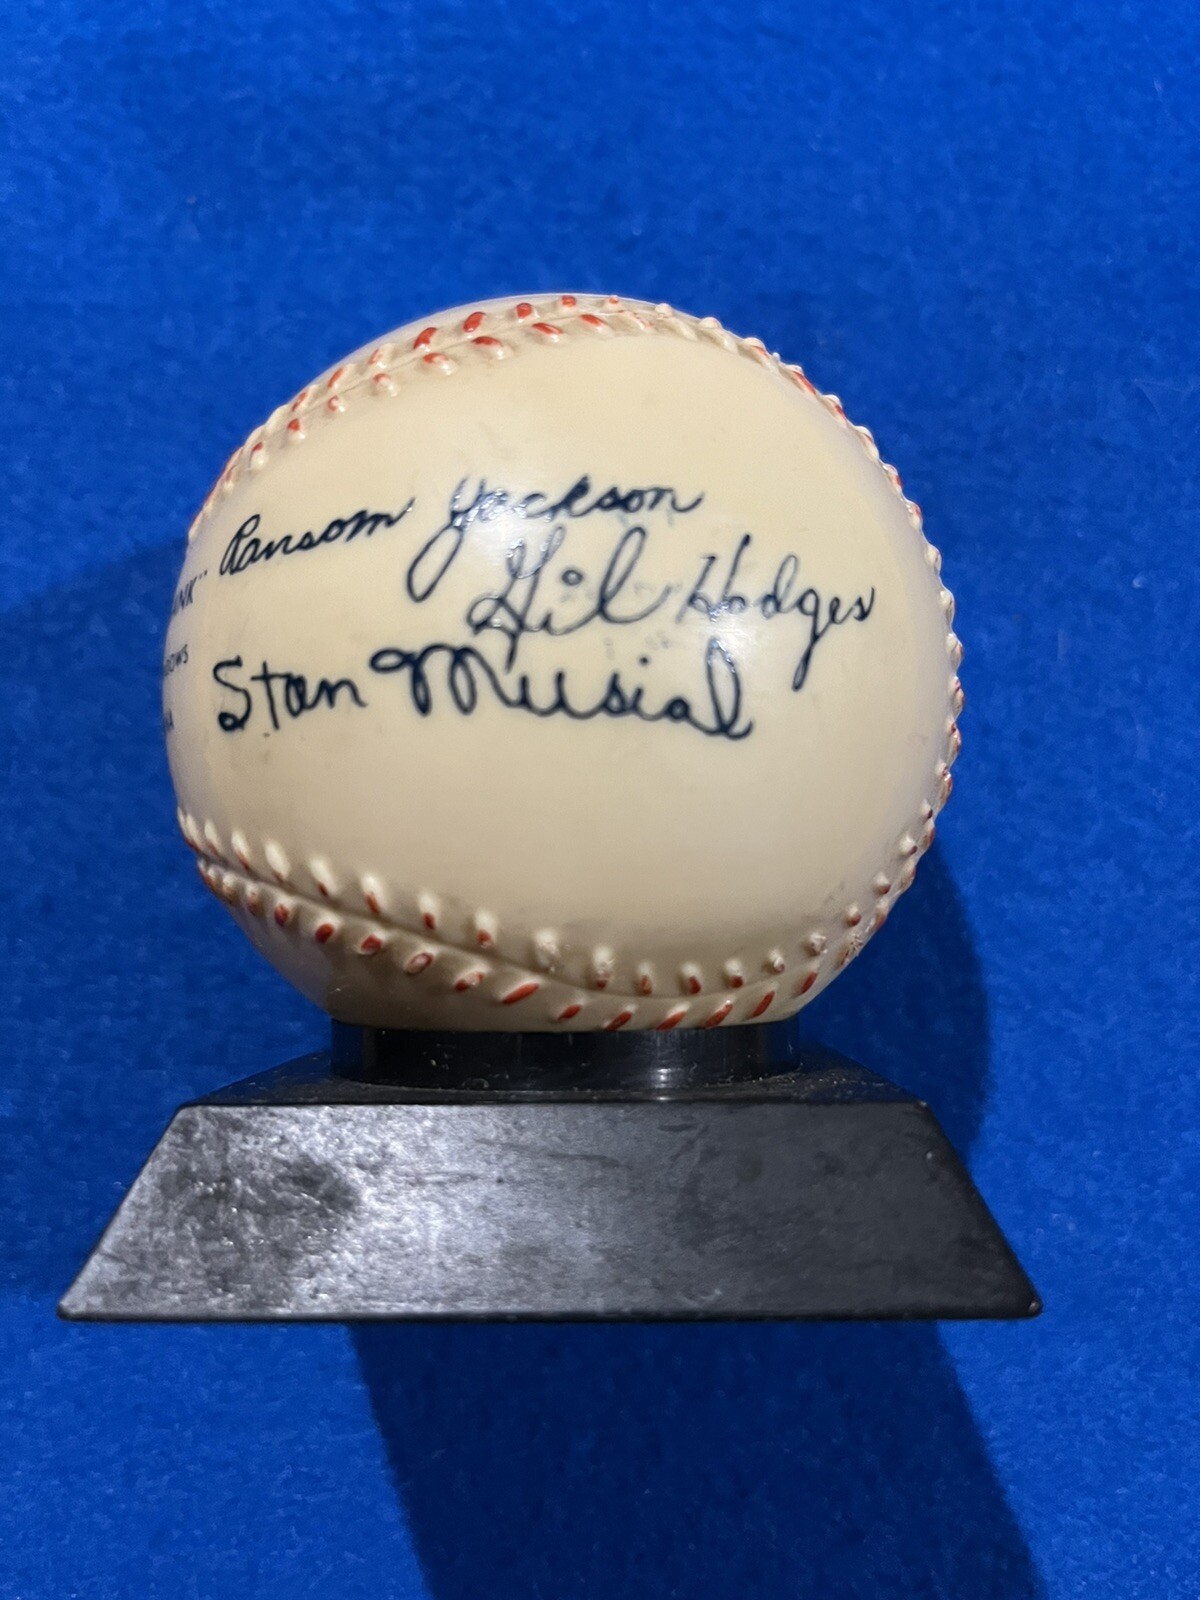 Ransom Jackson
Gil Hodges
Stan Musial